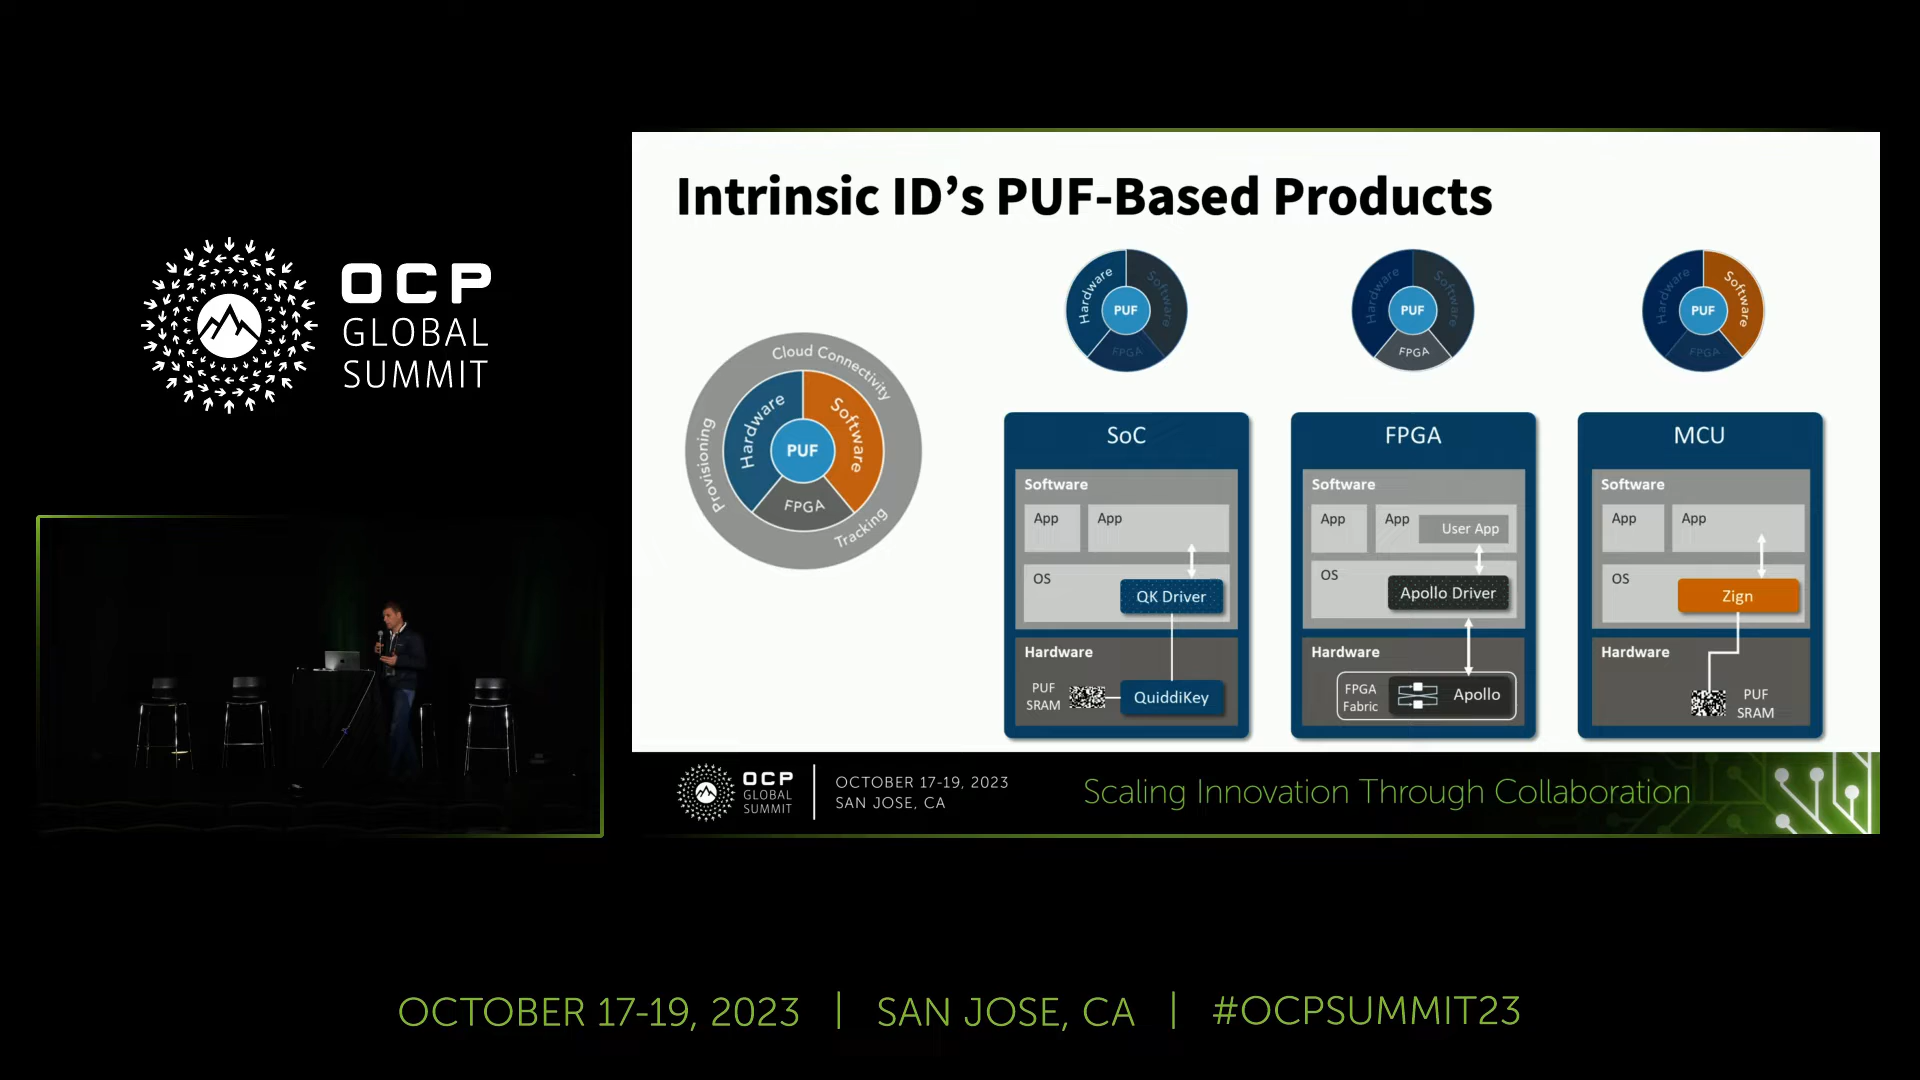 OCP
GLOBAL
SUMMIT
Intrinsic ID's PUF-Based Products
Cloud Connectivity
Provisioning
Tracking
Hardware
Software
PUF
FPGA
Hardware
Software
PUF
FPGA
Hardware
Software
PUF
FPGA
Hardware
Software
PUF
FPGA
SoC
Software
App
App
OS
QK Driver
Hardware
PUF
SRAM
QuiddiKey
FPGA
Software
App
App
User App
OS
Apollo Driver
Hardware
FPGA
Fabric
Apollo
MCU
Software
App
App
OS
Zign
Hardware
PUF
SRAM
OCP
GLOBAL
SUMMIT
OCTOBER 17-19, 2023
SAN JOSE, CA
Scaling Innovation Through Collaboration
OCTOBER 17-19, 2023 | SAN JOSE, CA | #OCPSUMMIT23